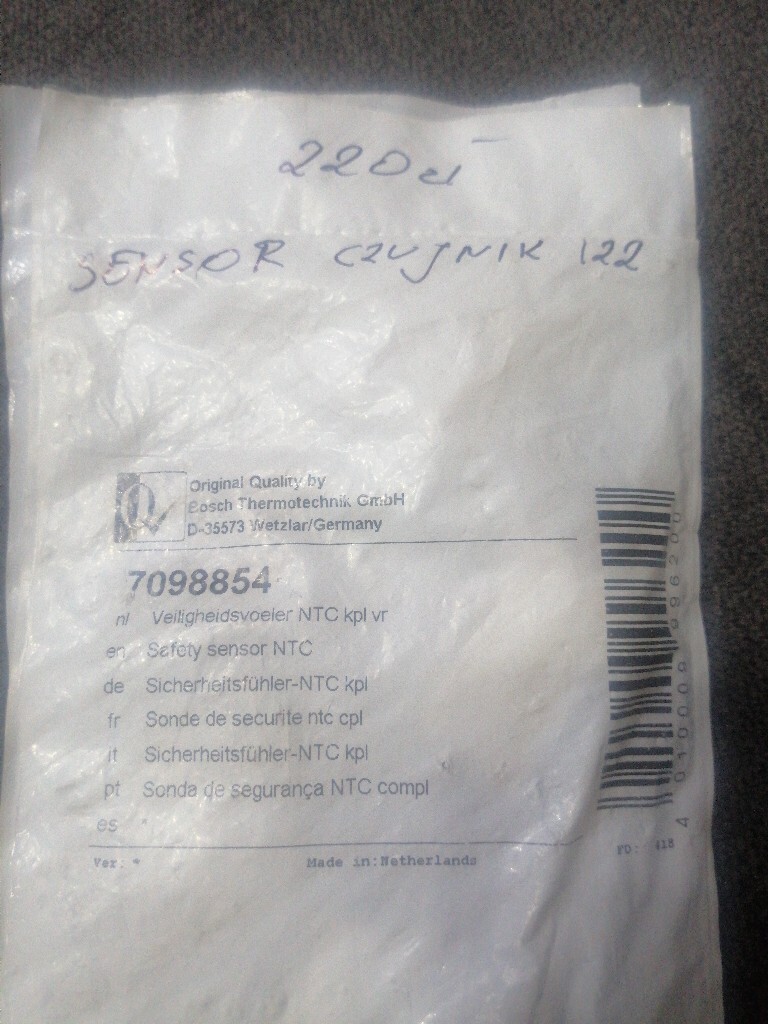 220zł
SENSOR CZUJNIK 122
Original Quality by
Bosch Thermotechnik GmbH
D-35573 Wetzlar/Germany
7098854
nl Veiligheidsvoeler NTC kpl vr
en Safety sensor NTC
de Sicherheitsfühler-NTC kpl
fr Sonde de securite ntc cpl
it Sicherheitsfühler-NTC kpl
pt Sonda de segurança NTC compl
es *
Ver: * Made in:Netherlands
FD: 418